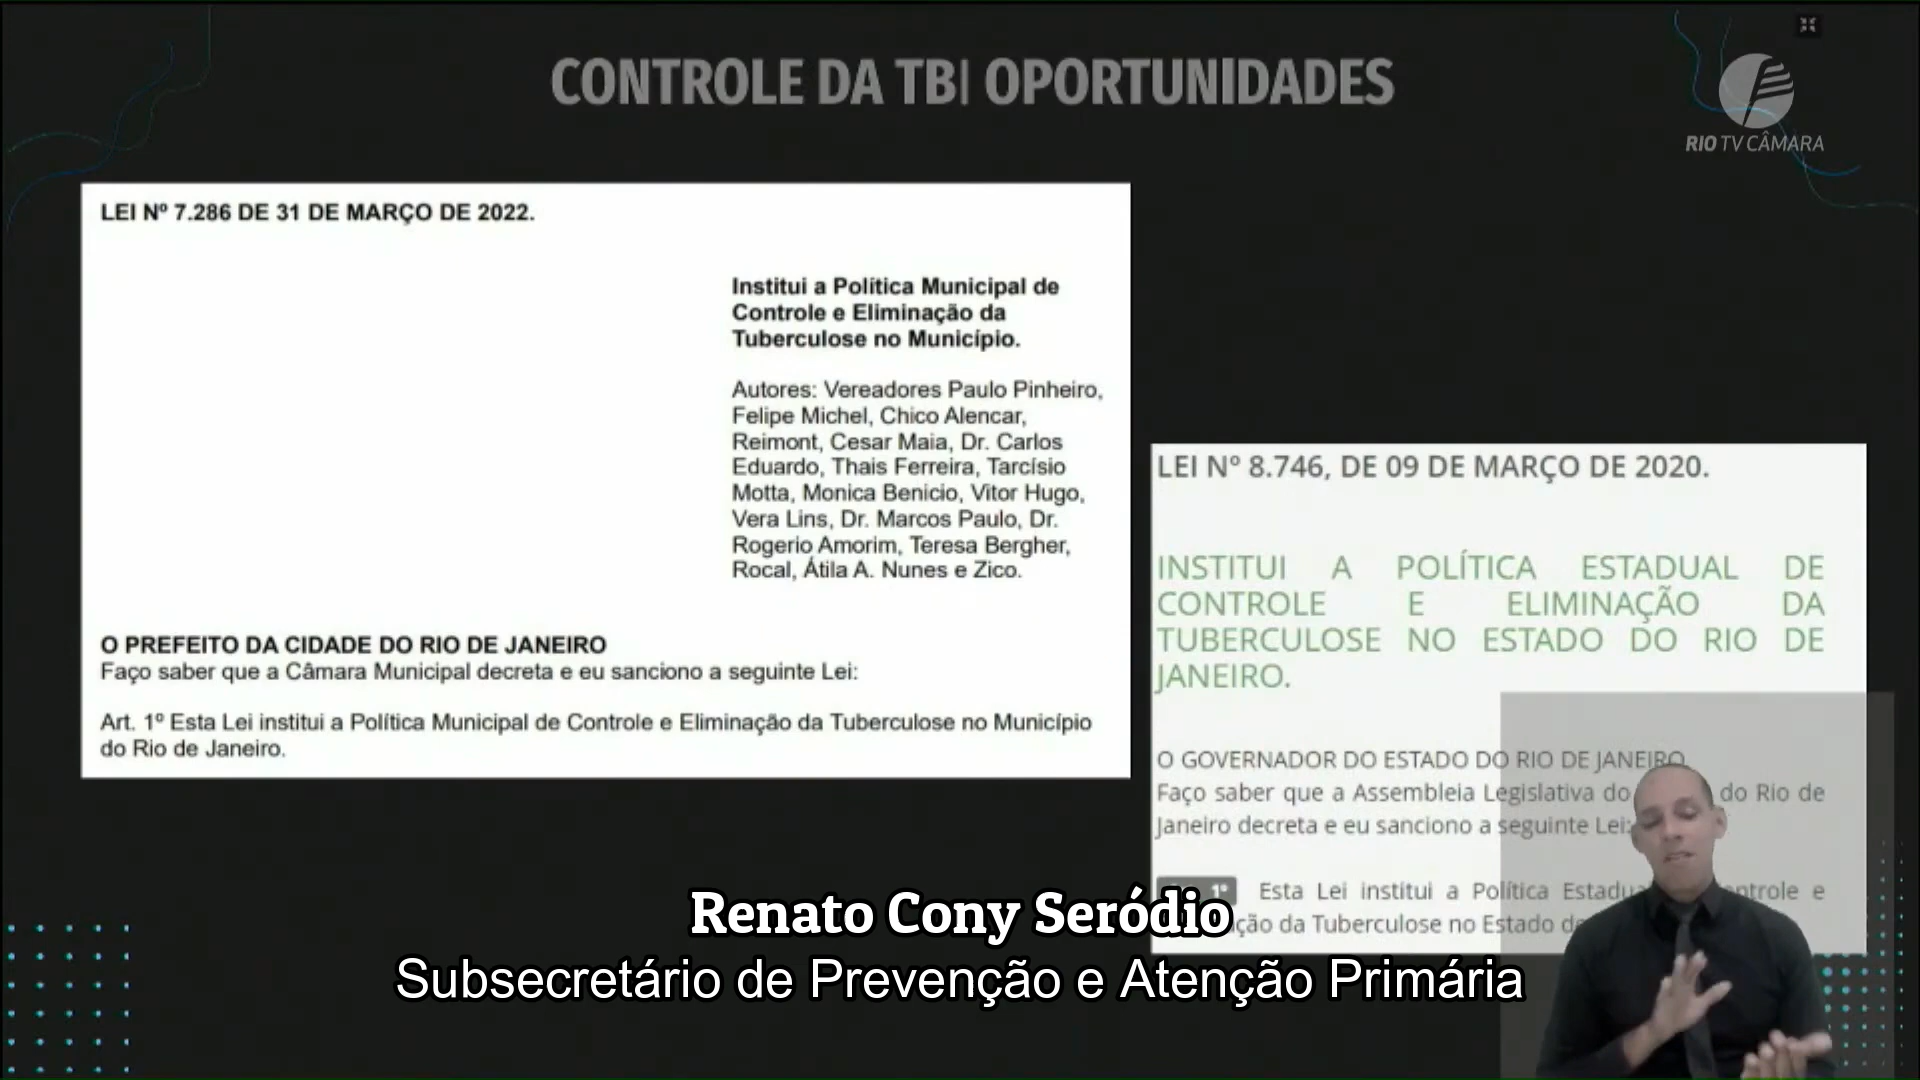 CONTROLE DA TB| OPORTUNIDADES
RIO TV CÂMARA
LEI Nº 7.286 DE 31 DE MARÇO DE 2022.
Institui a Política Municipal de
Controle e Eliminação da
Tuberculose no Município.
Autores: Vereadores Paulo Pinheiro,
Felipe Michel, Chico Alencar,
Reimont, Cesar Maia, Dr. Carlos
Eduardo, Thais Ferreira, Tarcísio
Motta, Monica Benicio, Vitor Hugo,
Vera Lins, Dr. Marcos Paulo, Dr.
Rogerio Amorim, Teresa Bergher,
Rocal, Átila A. Nunes e Zico.
O PREFEITO DA CIDADE DO RIO DE JANEIRO
Faço saber que a Câmara Municipal decreta e eu sanciono a seguinte Lei:
Art. 1º Esta Lei institui a Política Municipal de Controle e Eliminação da Tuberculose no Município
do Rio de Janeiro.
LEI Nº 8.746, DE 09 DE MARÇO DE 2020.
INSTITUI A POLÍTICA ESTADUAL DE
CONTROLE E ELIMINAÇÃO DA
TUBERCULOSE NO ESTADO DO RIO DE
JANEIRO.
O GOVERNADOR DO ESTADO DO RIO DE JANEIRO
Faço saber que a Assembleia Legislativa do do Rio de
Janeiro decreta e eu sanciono a seguinte Lei:
1º Esta Lei institui a Política e
da Tuberculose no Estado
Renato Cony Seródio
Subsecretário de Prevenção e Atenção Primária